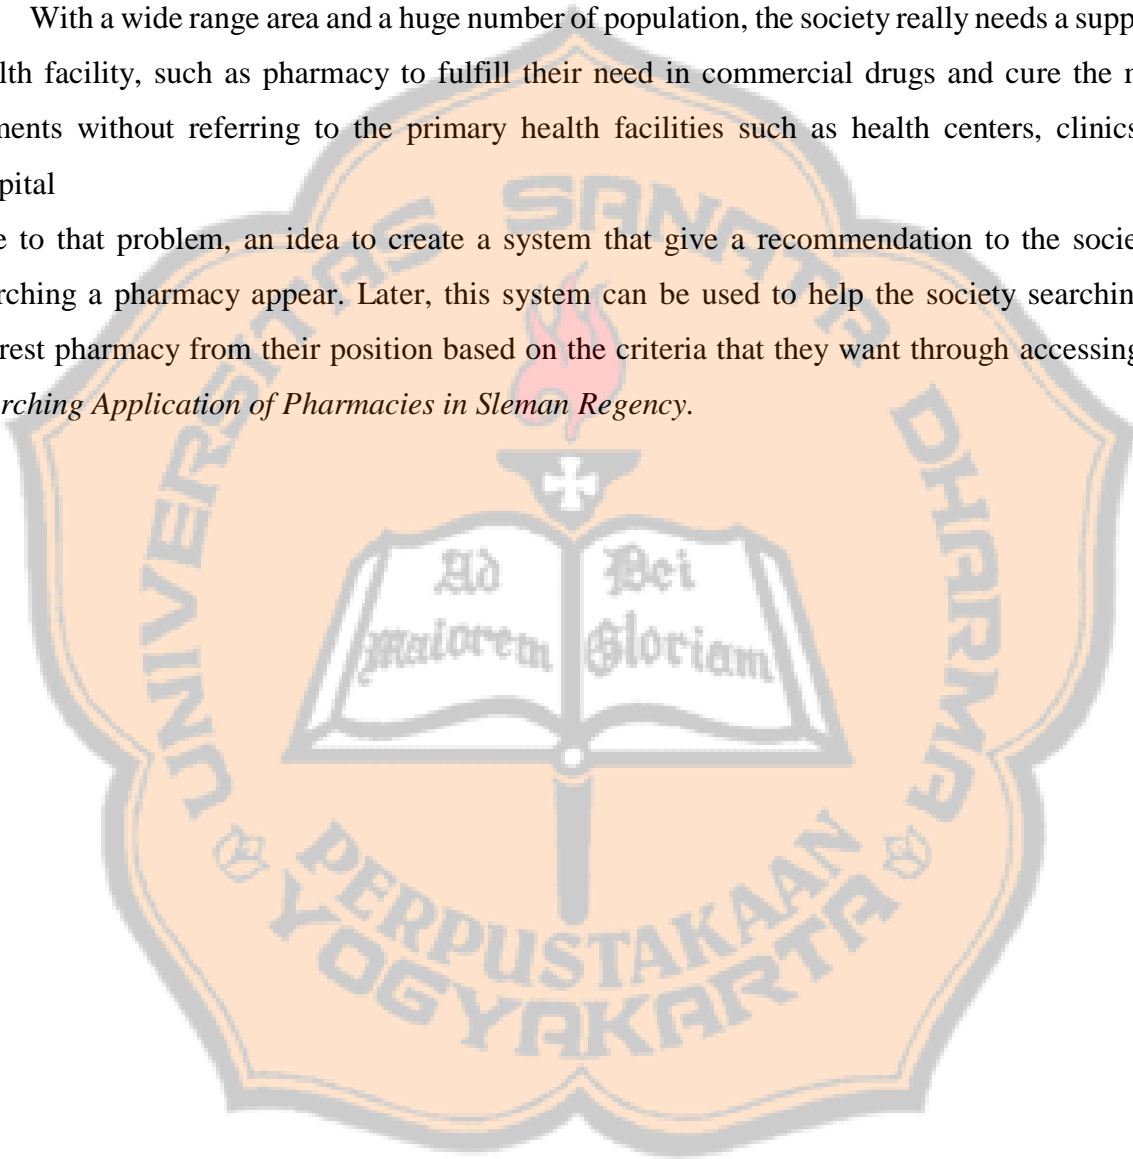 With a wide range area and a huge number of population, the society really needs a supp
lth facility, such as pharmacy to fulfill their need in commercial drugs and cure the
ments without referring to the primary health facilities such as health centers, clinics
pital
e to that problem, an idea to create a system that give a recommendation to the socie
rching a pharmacy appear. Later, this system can be used to help the society searchin
rest pharmacy from their position based on the criteria that they want through accessing
rching Application of Pharmacies in Sleman Regency.
UNIVERSITAS SANATA DHARMA
Ad Dei
Maiorem Gloriam
PERPUSTAKAAN
YOGYAKARTA